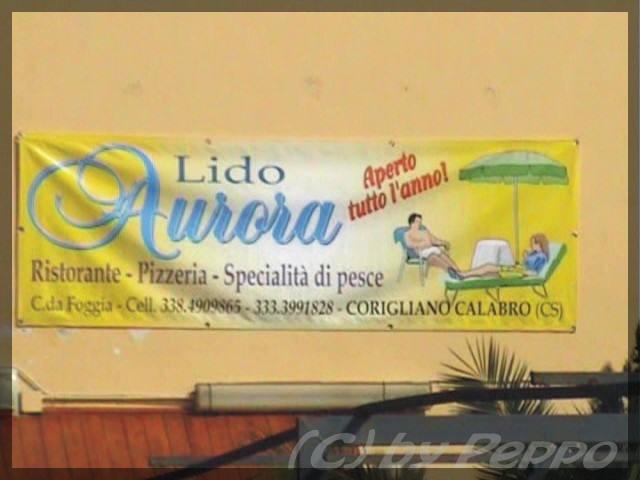 Lido
Aurora
Aperto
tutto l'anno!
Ristorante - Pizzeria - Specialità di pesce
C.da Foggia - Cell. 338.4909865 - 333.3991828 - CORIGLIANO CALABRO (CS)
(C) by Peppo